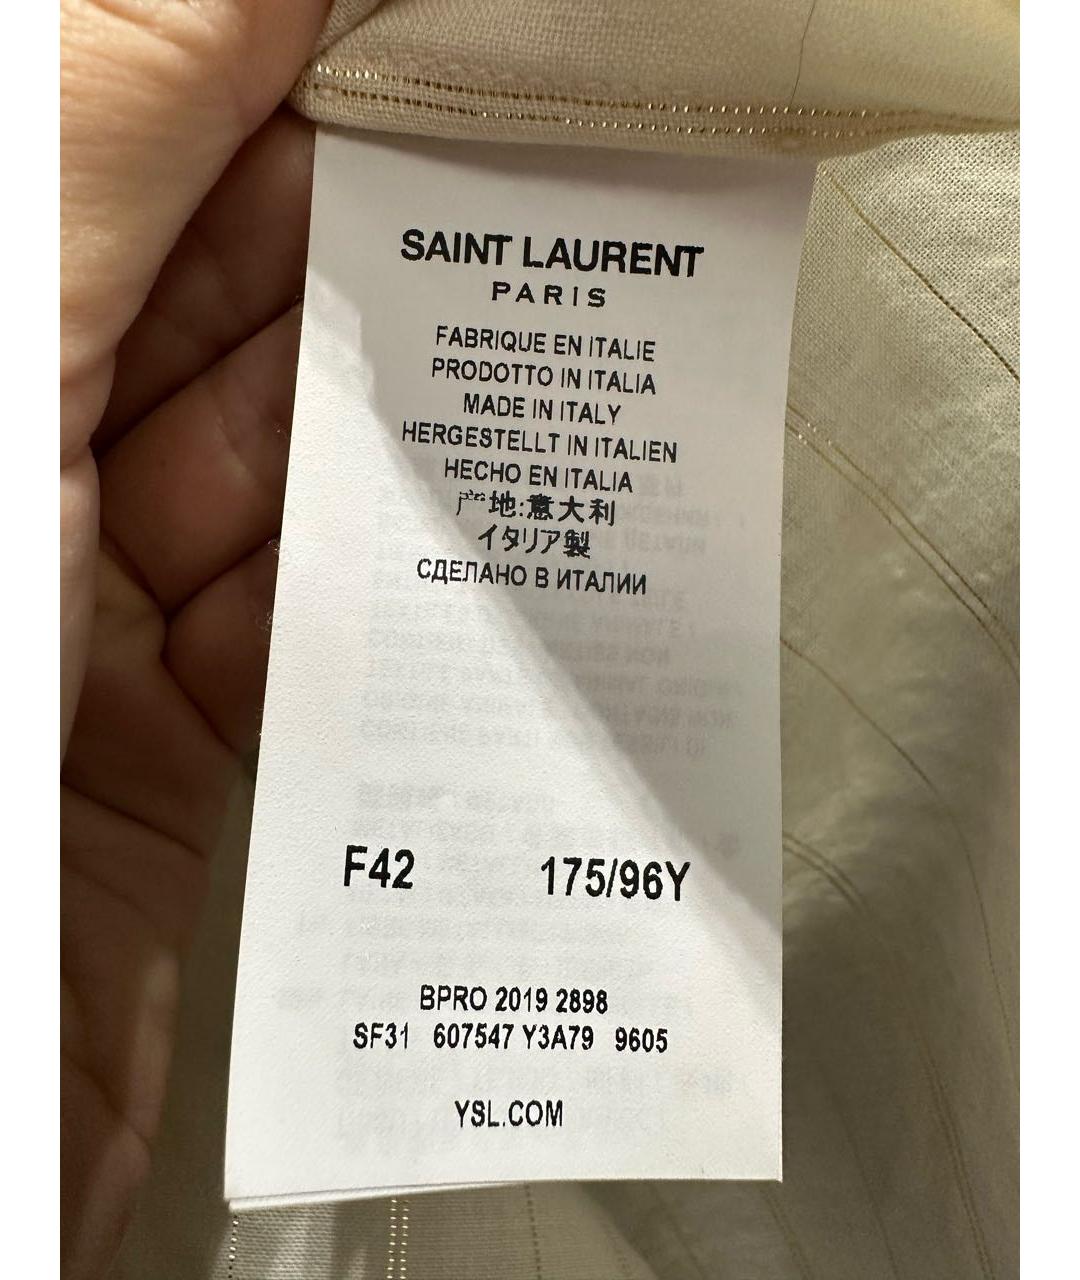 SAINT LAURENT
PARIS
FABRIQUE EN ITALIE
PRODOTTO IN ITALIA
MADE IN ITALY
HERGESTELLT IN ITALIEN
HECHO EN ITALIA
产地:意大利
イタリア製
СДЕЛАНО В ИТАЛИИ
F42 175/96Y
BPRO 2019 2898
SF31 607547 Y3A79 9605
YSL.COM